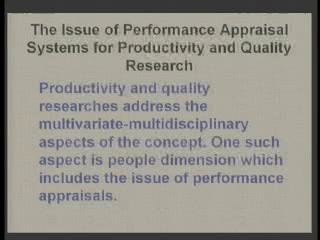 The Issue of Performance Appraisal
Systems for Productivity and Quality
Research
Productivity and quality
researches address the
multivariate-multidisciplinary
aspects of the concept. One such
aspect is people dimension which
includes the issue of performance
appraisals.